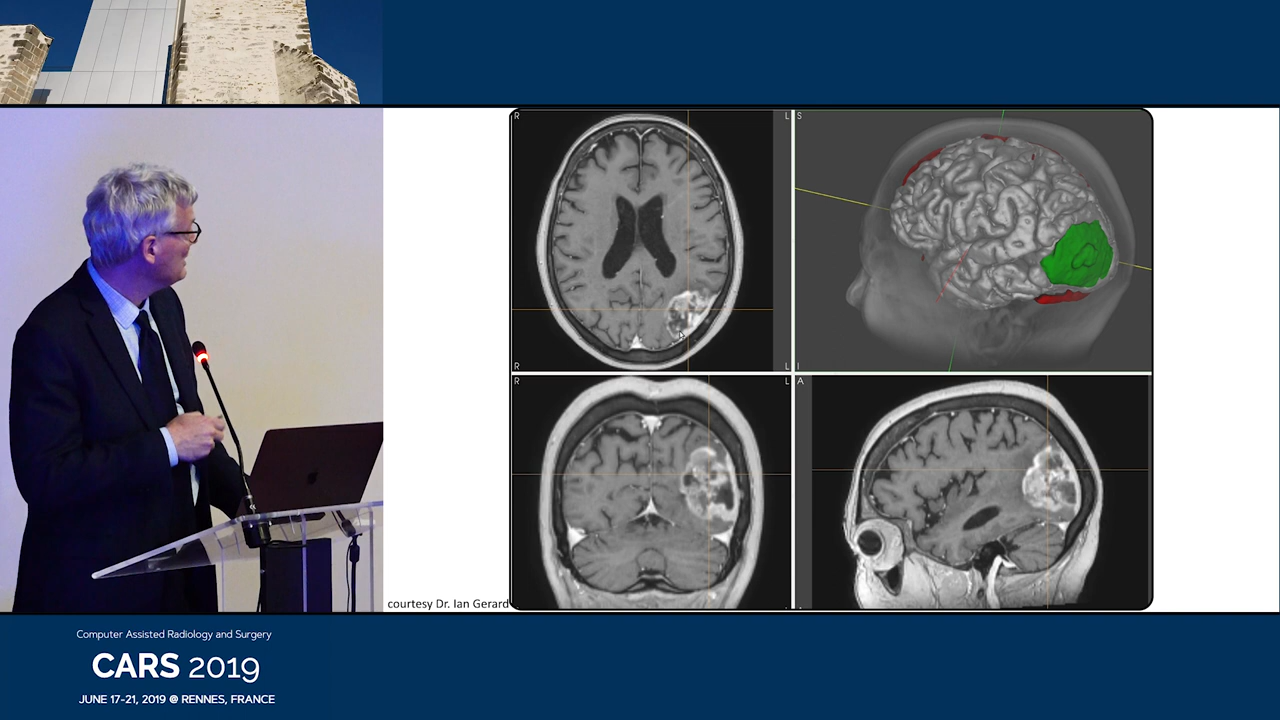 R
L
S
R
L
I
R
L
A
courtesy Dr. Ian Gerard
Computer Assisted Radiology and Surgery
CARS 2019
JUNE 17-21, 2019 @ RENNES, FRANCE